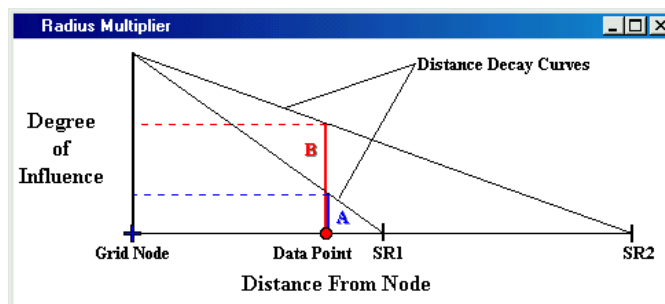 Radius Multiplier
Distance Decay Curves
Degree
of
Influence
B
A
Grid Node
Data Point
SR1
SR2
Distance From Node